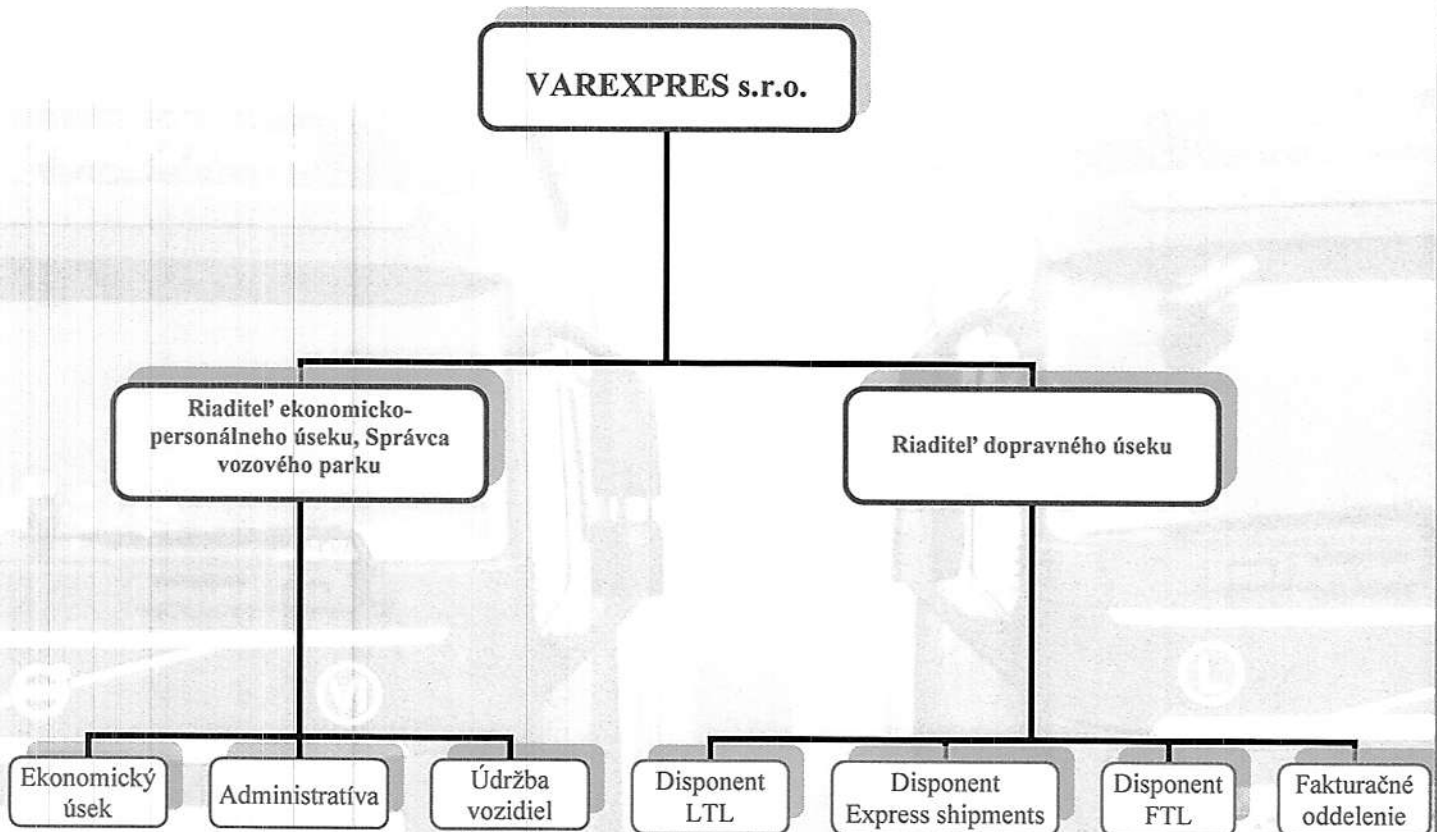 VAREXPRES s.r.o.
Riaditeľ ekonomicko-
personálneho úseku, Správca
vozového parku
Riaditeľ dopravného úseku
Ekonomický
úsek
Administratíva
Údržba
vozidiel
Disponent
LTL
Disponent
Express shipments
Disponent
FTL
Fakturačné
oddelenie